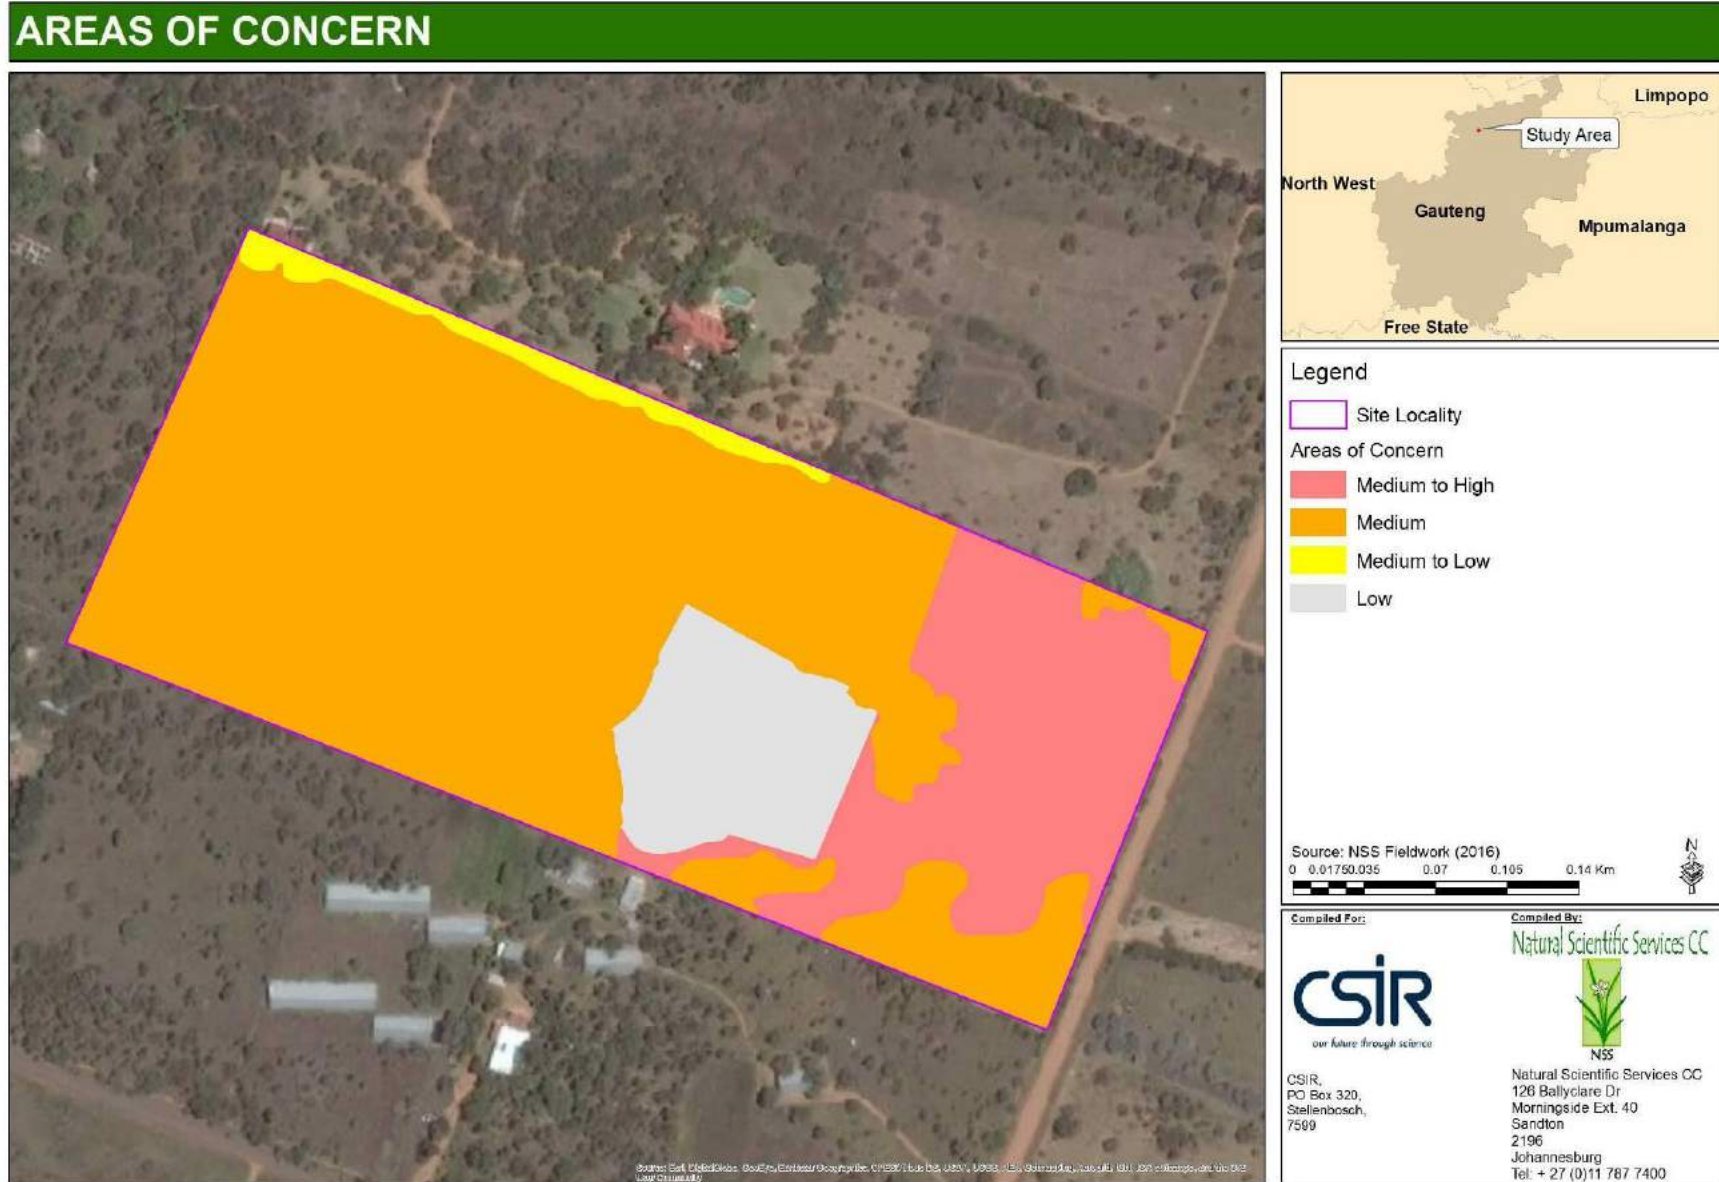 AREAS OF CONCERN
Limpopo
Study Area
North West
Gauteng
Mpumalanga
Free State
Legend
Site Locality
Areas of Concern
Medium to High
Medium
Medium to Low
Low
Source: NSS Fieldwork (2016)
N
0 0.01750.035 0.07 0.105 0.14 Km
Compiled For:
CSIR
our future through science
CSIR,
PO Box 320,
Stellenbosch,
7599
Compiled By:
Natural Scientific Services CC
NSS
Natural Scientific Services CC
126 Ballyclare Dr
Morningside Ext. 40
Sandton
2196
Johannesburg
Tel: + 27 (0)11 787 7400
User Community